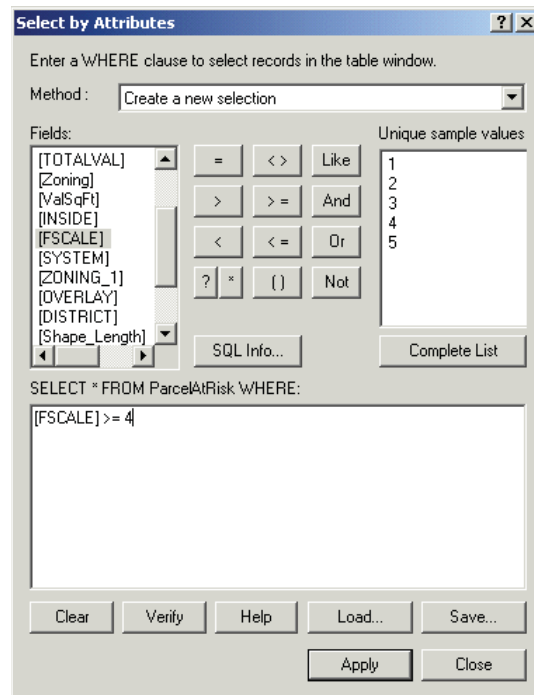 Select by Attributes
Enter a WHERE clause to select records in the table window.
Method : Create a new selection
Fields: Unique sample values
[TOTALVAL]
[Zoning]
[ValSqFt]
[INSIDE]
[FSCALE]
[SYSTEM]
[ZONING_1]
[OVERLAY]
[DISTRICT]
[Shape_Length]
= < > Like
> > = And
< < = Or
? * ( ) Not
1
2
3
4
5
SQL Info... Complete List
SELECT * FROM ParcelAtRisk WHERE:
[FSCALE] >= 4
Clear Verify Help Load... Save...
Apply Close